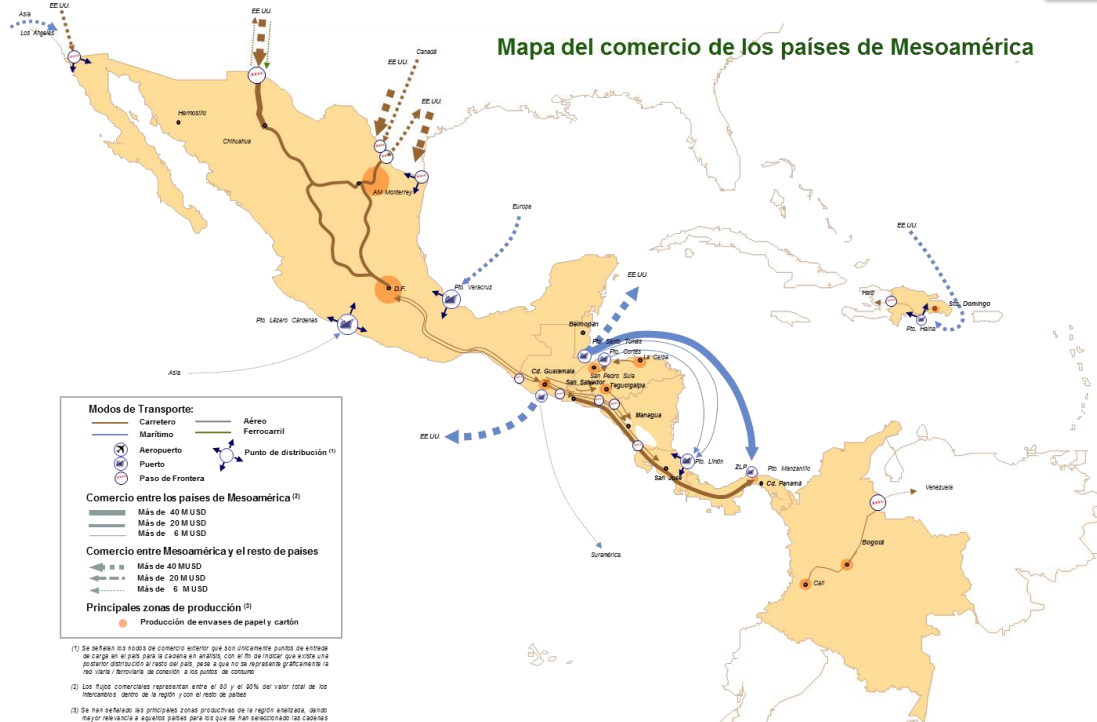 Mapa del comercio de los países de Mesoamérica
Asia
Los Ángeles
EE.UU.
EE.UU.
EE.UU.
Canadá
EE.UU.
Hermosillo
Chihuahua
AM Monterrey
Europa
D.F.
Pto. Veracruz
Pto. Lázaro Cárdenas
Asia
EE.UU.
EE.UU.
Haití
Sto. Domingo
Pto. Haina
Belmopán
Pto. Santo Tomás
Pto. Cortés
La Ceiba
Cd. Guatemala
San Pedro Sula
San Salvador
Tegucigalpa
Managua
EE.UU.
Pto. Limón
San José
ZLP
Pto. Manzanillo
Cd. Panamá
Suramérica
Venezuela
Bogotá
Cali
Modos de Transporte:
Carretero
Aéreo
Marítimo
Ferrocarril
Aeropuerto
Punto de distribución (1)
Puerto
Paso de Frontera
Comercio entre los países de Mesoamérica (2)
Más de 40 M USD
Más de 20 M USD
Más de 6 M USD
Comercio entre Mesoamérica y el resto de países
Más de 40 MUSD
Más de 20 M USD
Más de 6 M USD
Principales zonas de producción (3)
Producción de envases de papel y cartón
(1) Se señalan los nodos de comercio exterior que son únicamente puntos de entrada
de carga en el país para la cadena en análisis, con el fin de indicar que existe una
posterior distribución al resto del país, pese a que no se represente gráficamente la
red viaria / ferroviaria de conexión a los puntos de consumo
(2) Los flujos comerciales representan entre el 80 y el 90% del valor total de los
intercambios dentro de la región y con el resto de países
(3) Se han señalado las principales zonas productivas de la región analizada, dando
mayor relevancia a aquellos países para los que se han seleccionado las cadenas